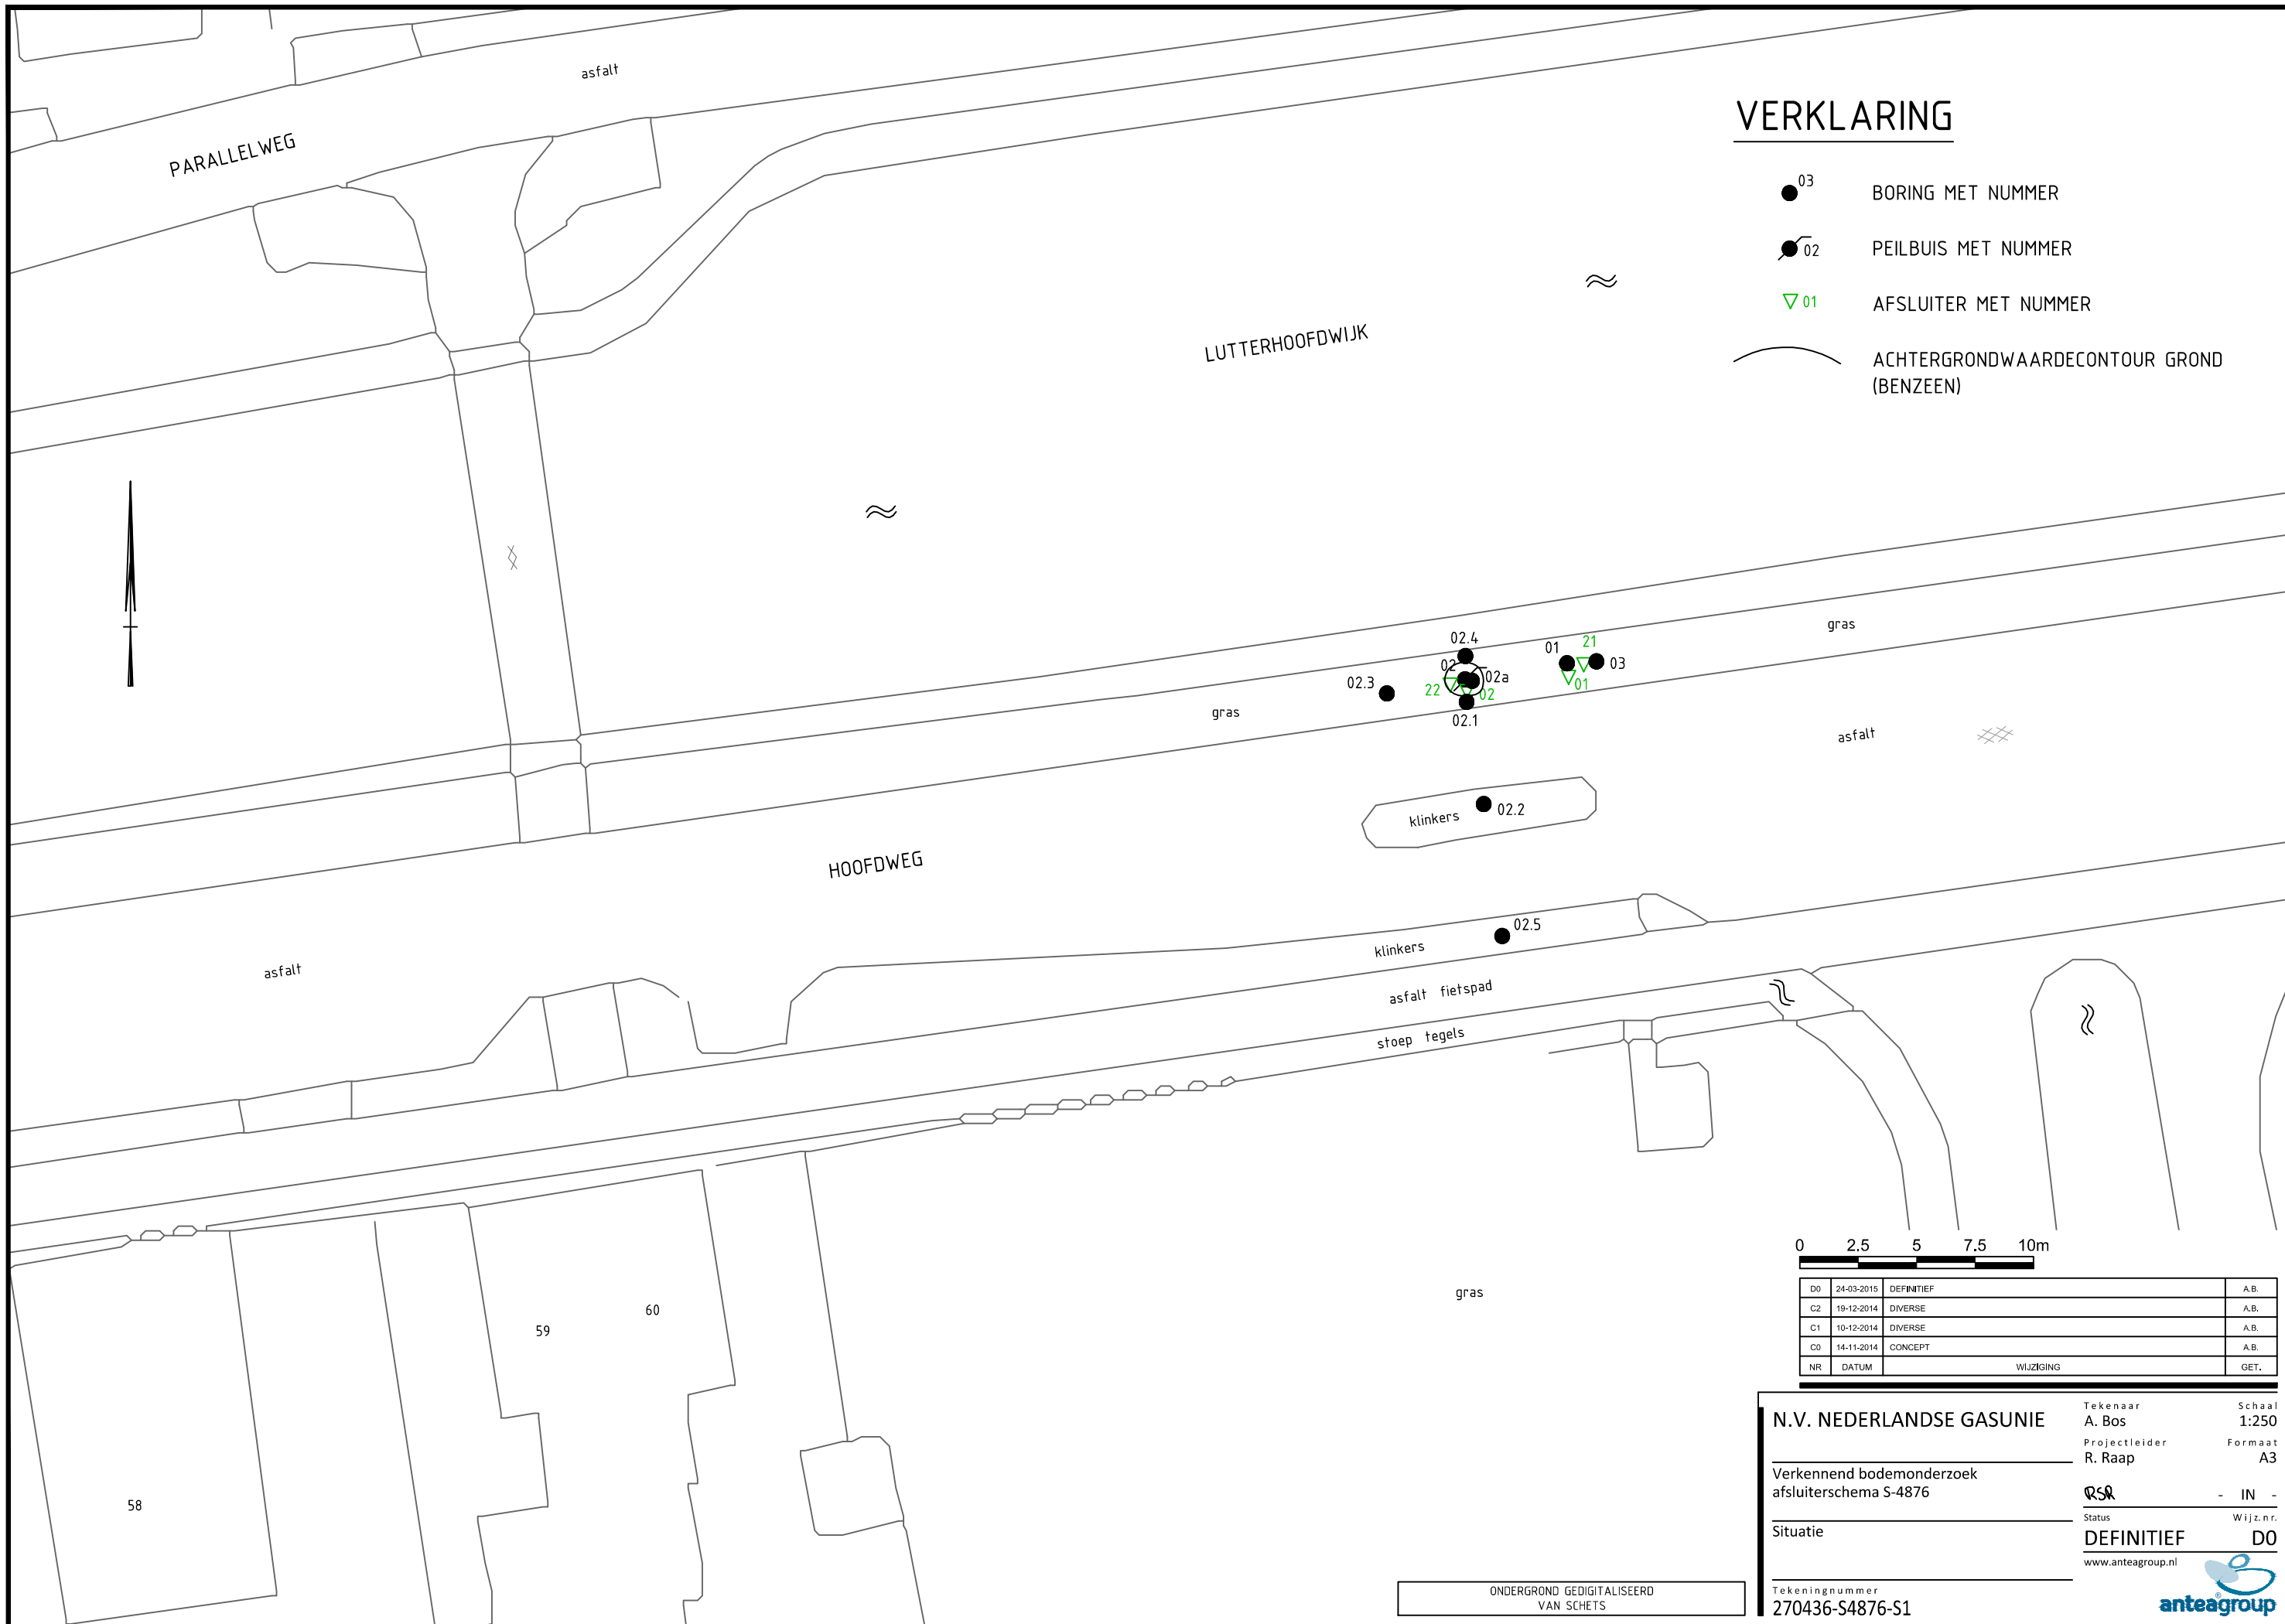 asfalt
PARALLELWEG
VERKLARING
03
BORING MET NUMMER
02
PEILBUIS MET NUMMER
01
AFSLUITER MET NUMMER
ACHTERGRONDWAARDECONTOUR GROND
(BENZEEN)
LUTTERHOOFDWIJK
gras
02.4
01
21
03
02
02a
02.3
22
02
01
02.1
gras
asfalt
02.2
klinkers
HOOFDWEG
02.5
klinkers
asfalt
asfalt fietspad
stoep tegels
0 2.5 5 7.5 10m
gras
60
59
58
D0 24-03-2015 DEFINITIEF A.B.
C2 19-12-2014 DIVERSE A.B.
C1 10-12-2014 DIVERSE A.B.
C0 14-11-2014 CONCEPT A.B.
NR DATUM WIJZIGING GET.
N.V. NEDERLANDSE GASUNIE
Tekenaar Schaal
A. Bos 1:250
Projectleider Formaat
R. Raap A3
Verkennend bodemonderzoek
afsluiterschema S-4876
RSR - IN -
Status Wijz.nr.
Situatie
DEFINITIEF D0
www.anteagroup.nl
Tekeningnummer
270436-S4876-S1
anteagroup
ONDERGROND GEDIGITALISEERD
VAN SCHETS